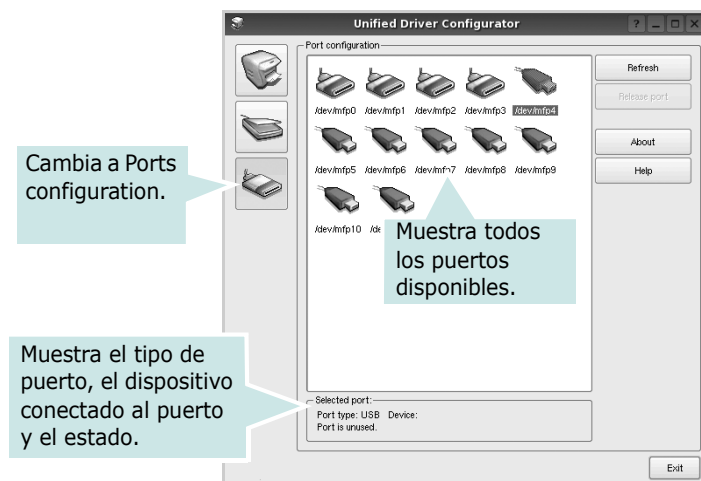 Unified Driver Configurator
Port configuration
/dev/mfp0 /dev/mfp1 /dev/mfp2 /dev/mfp3 /dev/mfp4
/dev/mfp5 /dev/mfp6 /dev/mfp7 /dev/mfp8 /dev/mfp9
/dev/mfp10
Refresh
Release port
About
Help
Cambia a Ports
configuration.
Muestra todos
los puertos
disponibles.
Muestra el tipo de
puerto, el dispositivo
conectado al puerto
y el estado.
Selected port:
Port type: USB Device:
Port is unused.
Exit